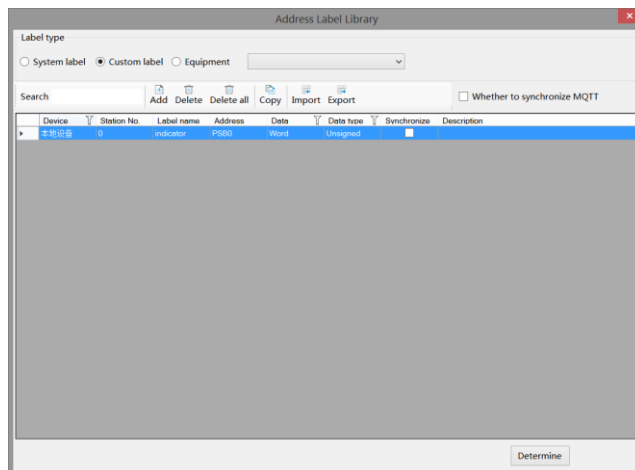 Address Label Library
Label type
System label Custom label Equipment
Search Add Delete Delete all Copy Import Export Whether to synchronize MQTT
Device Station No. Label name Address Data Data type Synchronize Description
本地设备 0 indicator PSB0 Word Unsigned
Determine